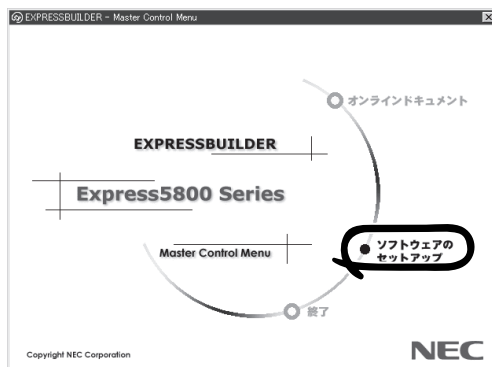 EXPRESSBUILDER - Master Control Menu
オンラインドキュメント
EXPRESSBUILDER
Express5800 Series
ソフトウェアの
セットアップ
Master Control Menu
終了
Copyright NEC Corporation
NEC